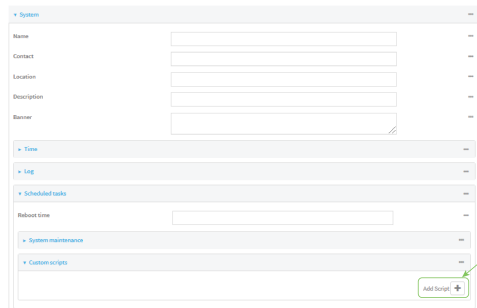 System
Name
Contact
Location
Description
Banner
Time
Log
Scheduled tasks
Reboot time
System maintenance
Custom scripts
Add Script